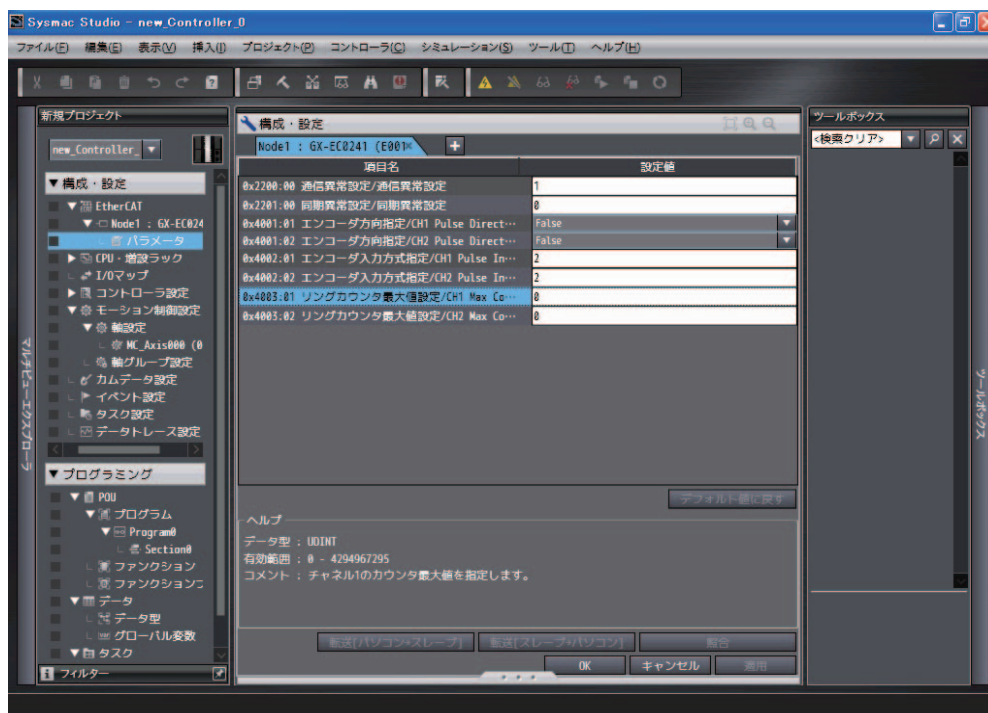 Sysmac Studio - new_Controller_0
ファイル(F) 編集(E) 表示(V) 挿入(I) プロジェクト(P) コントローラ(C) シミュレーション(S) ツール(T) ヘルプ(H)
新規プロジェクト
new_Controller_
▼構成・設定
▼ EtherCAT
▼ Node1 : GX-EC024
パラメータ
▶ CPU・増設ラック
I/Oマップ
▶ コントローラ設定
▼ モーション制御設定
▼ 軸設定
MC_Axis000 (0
軸グループ設定
カムデータ設定
▶ イベント設定
タスク設定
データトレース設定
▼プログラミング
▼ POU
▼ プログラム
▼ Program0
Section0
ファンクション
ファンクションブ
▼ データ
データ型
グローバル変数
▼ タスク
フィルター
マルチビューエクスプローラ
構成・設定
Node1 : GX-EC0241 (E001
項目名 設定値
0x2200:00 通信異常設定/通信異常設定 1
0x2201:00 同期異常設定/同期異常設定 0
0x4001:01 エンコーダ方向指定/CH1 Pulse Direct… False
0x4001:02 エンコーダ方向指定/CH2 Pulse Direct… False
0x4002:01 エンコーダ入力方式指定/CH1 Pulse In… 2
0x4002:02 エンコーダ入力方式指定/CH2 Pulse In… 2
0x4003:01 リングカウンタ最大値設定/CH1 Max Co… 0
0x4003:02 リングカウンタ最大値設定/CH2 Max Co… 0
デフォルト値に戻す
ヘルプ
データ型 : UDINT
有効範囲 : 0 - 4294967295
コメント : チャネル1のカウンタ最大値を指定します。
転送[パソコン→スレーブ] 転送[スレーブ→パソコン] 照合
OK キャンセル 適用
ツールボックス
<検索クリア>
ツールボックス